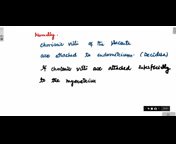 Normally,
chorionic villi of the placenta
are attached to endometrium (Decidua)
If chorionic villi are attached superficially
to the myometrium